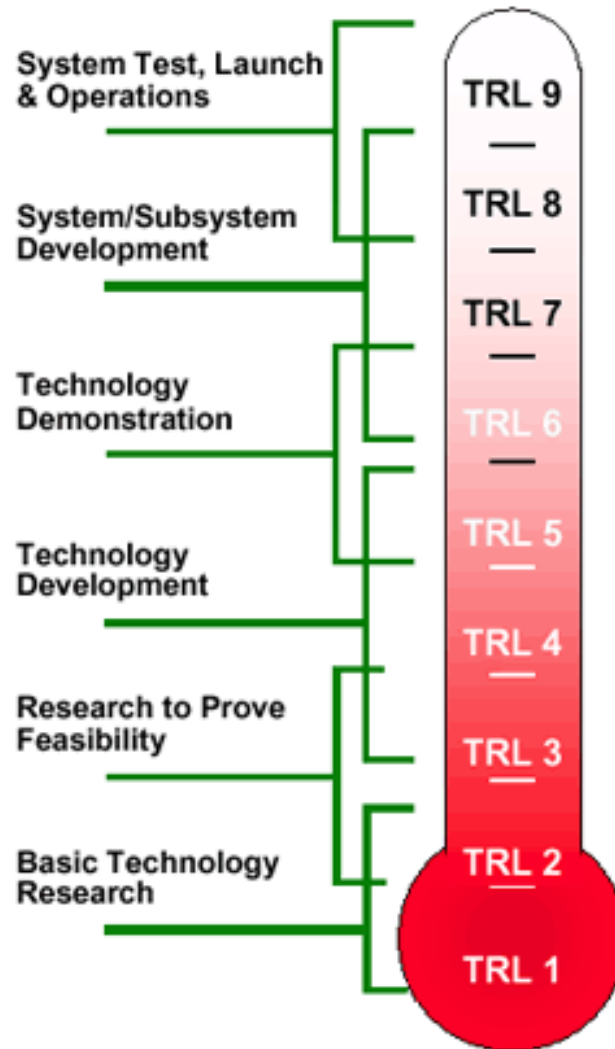 System Test, Launch
& Operations
System/Subsystem
Development
Technology
Demonstration
Technology
Development
Research to Prove
Feasibility
Basic Technology
Research
TRL 9
TRL 8
TRL 7
TRL 6
TRL 5
TRL 4
TRL 3
TRL 2
TRL 1